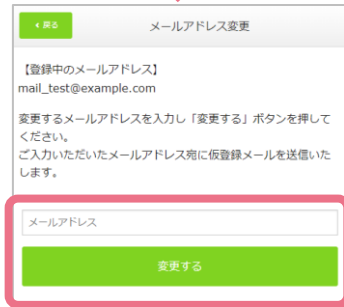 戻る
メールアドレス変更
【登録中のメールアドレス】
mail_test@example.com
変更するメールアドレスを入力し「変更する」ボタンを押して
ください。
ご入力いただいたメールアドレス宛に仮登録メールを送信いた
します。
メールアドレス
変更する